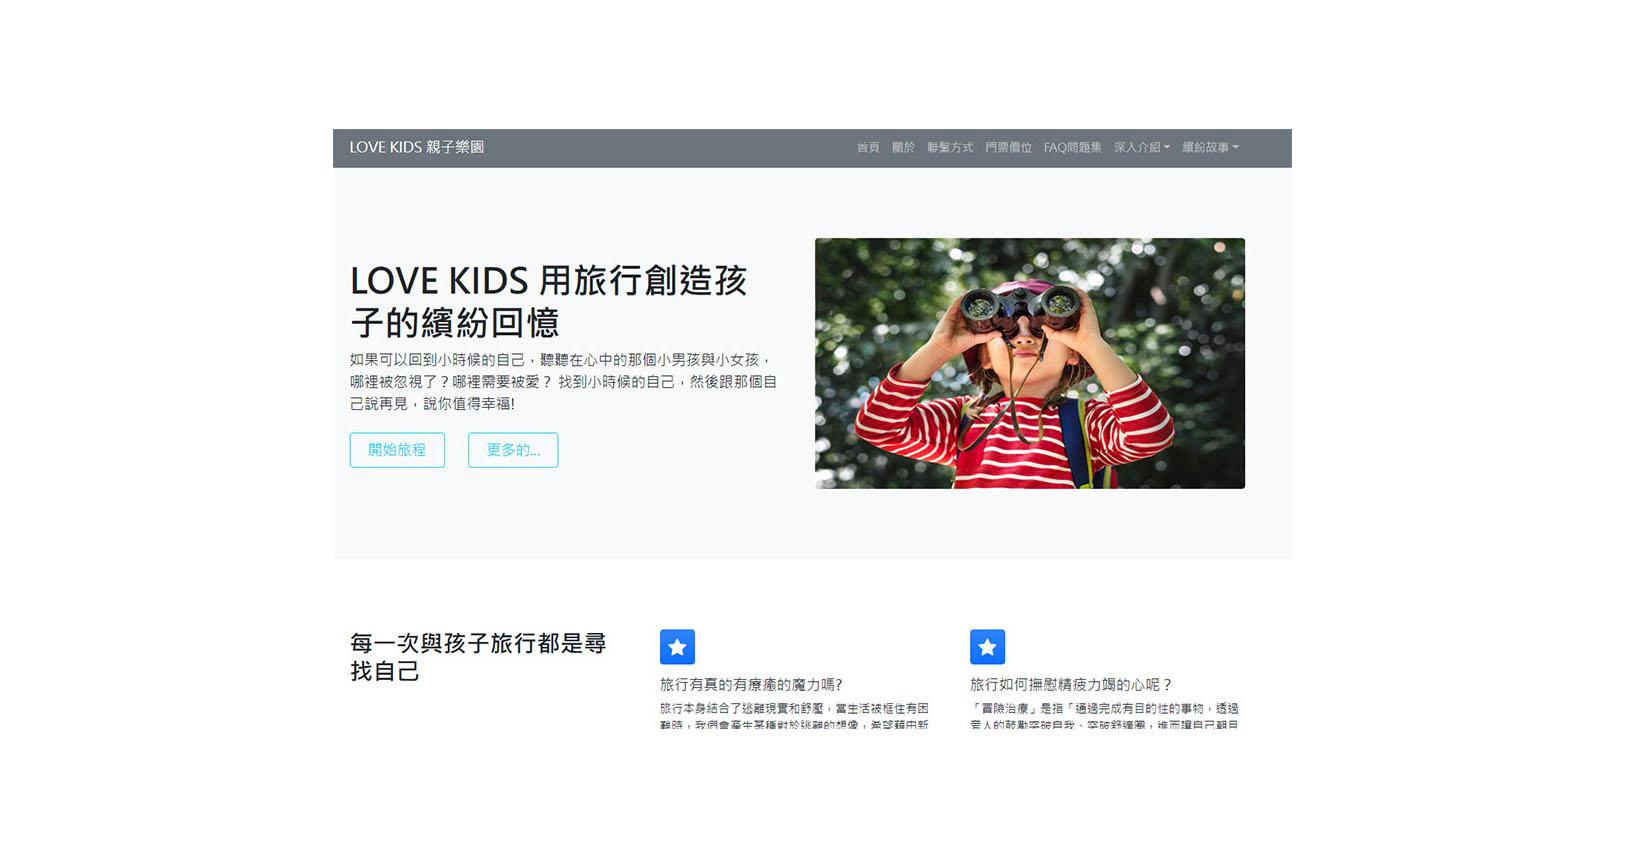 LOVE KIDS 親子樂園
首頁 關於 聯繫方式 門票價位 FAQ問題集 深入介紹 繽紛故事
LOVE KIDS 用旅行創造孩
子的繽紛回憶
如果可以回到小時候的自己，聽聽在心中的那個小男孩與小女孩，
哪裡被忽視了？哪裡需要被愛？ 找到小時候的自己，然後跟那個自
己說再見，說你值得幸福!
開始旅程 更多的...
每一次與孩子旅行都是尋
找自己
旅行有真的有療癒的魔力嗎?
旅行本身結合了逃離現實和舒壓，當生活被框住有困
難時，我們會產生某種對於逃離的想像，希望藉由新
旅行如何撫慰精疲力竭的心呢？
「冒險治療」是指「通過完成有目的性的事物，透過
旁人的鼓勵突破自我、突破舒適圈，進而讓自己朝目